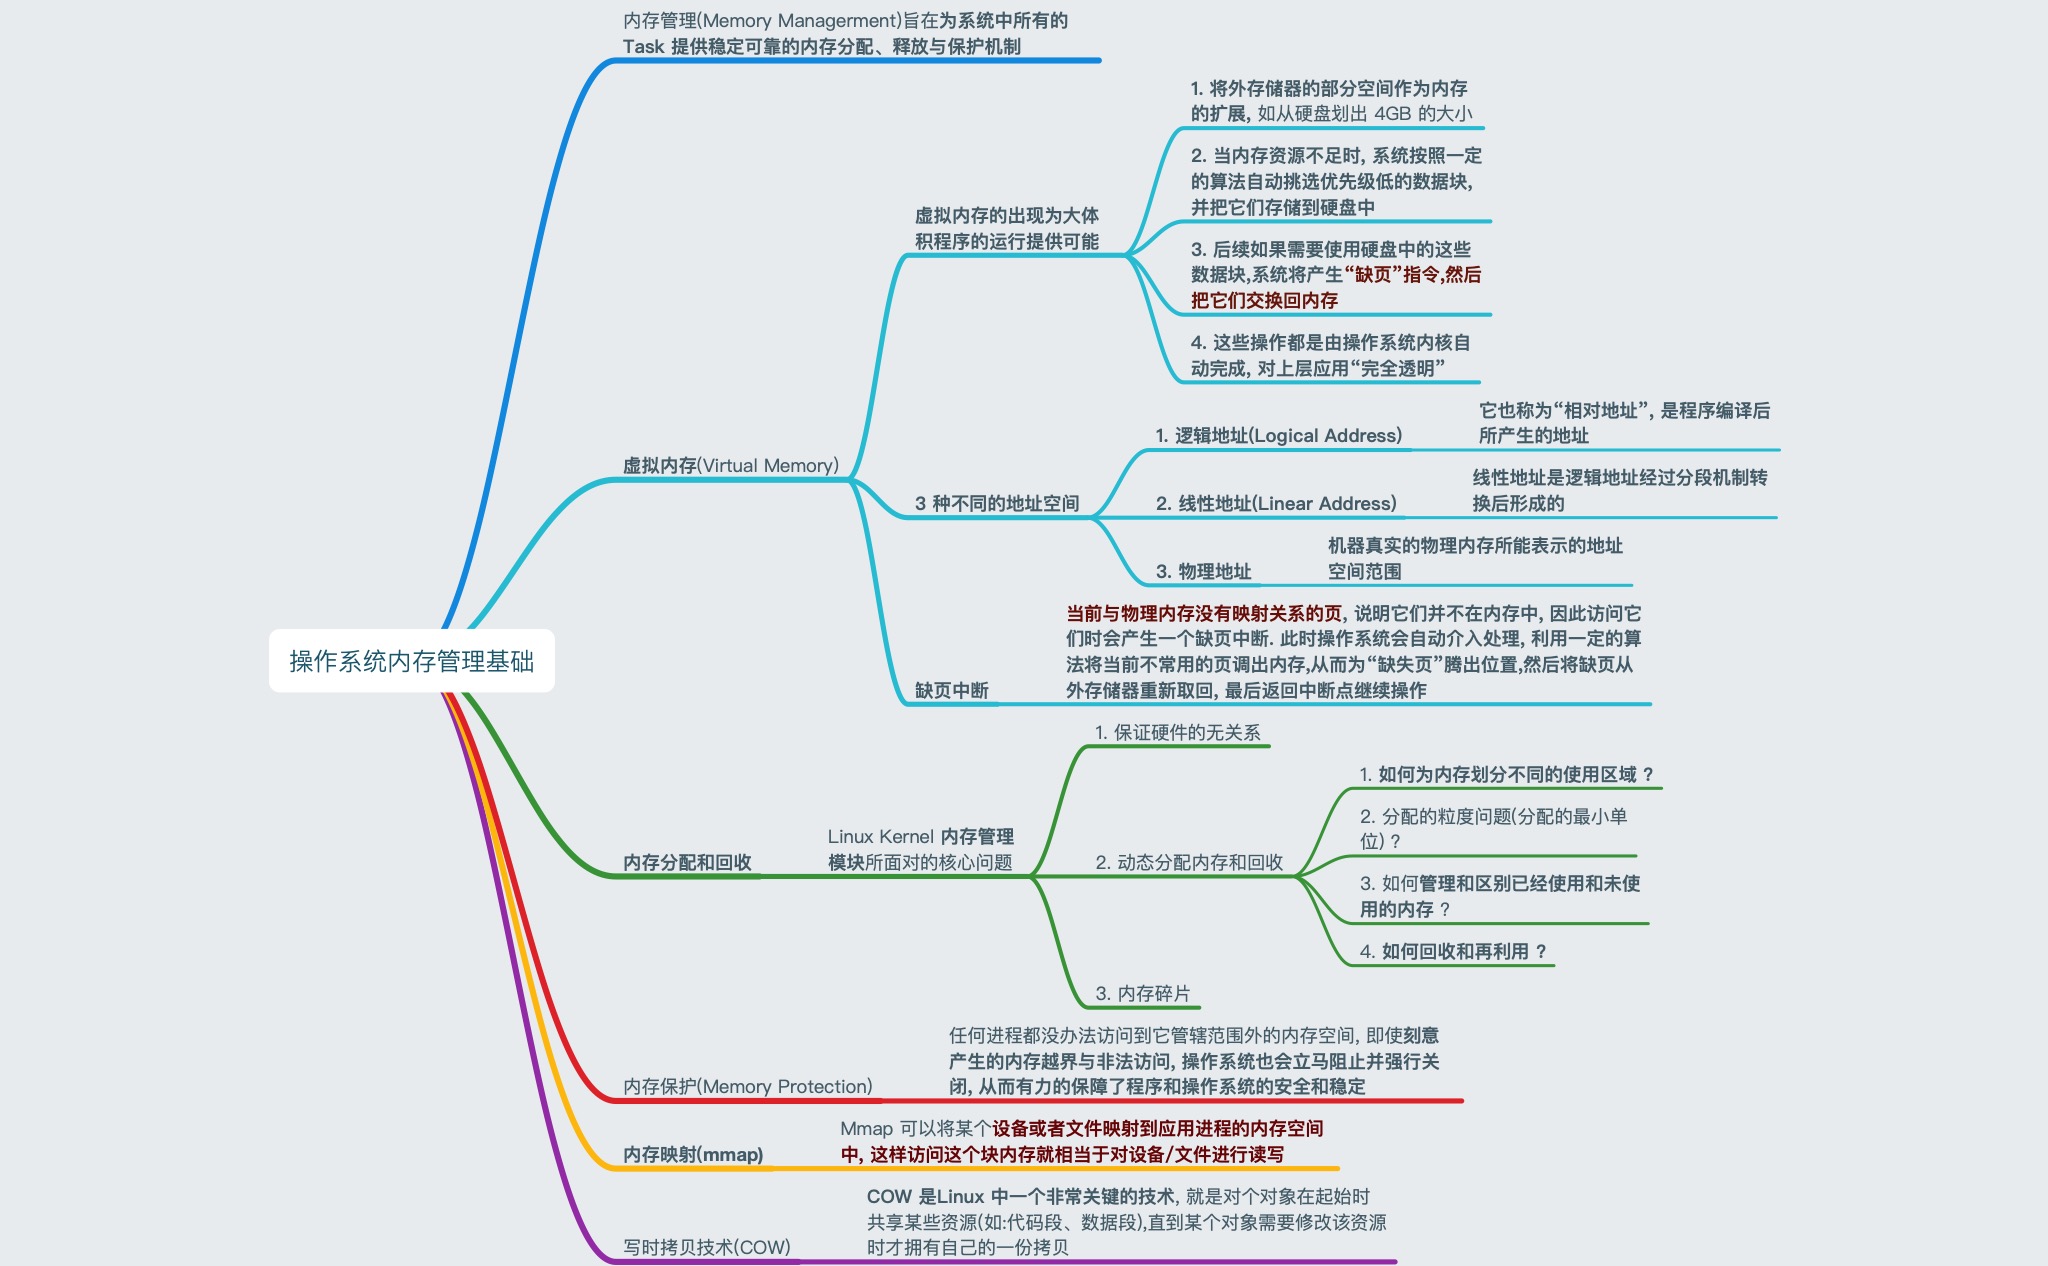 内存管理(Memory Managerment)旨在为系统中所有的
Task 提供稳定可靠的内存分配、释放与保护机制
1. 将外存储器的部分空间作为内存
的扩展, 如从硬盘划出 4GB 的大小
2. 当内存资源不足时, 系统按照一定
的算法自动挑选优先级低的数据块,
并把它们存储到硬盘中
虚拟内存的出现为大体
积程序的运行提供可能
3. 后续如果需要使用硬盘中的这些
数据块,系统将产生“缺页”指令,然后
把它们交换回内存
4. 这些操作都是由操作系统内核自
动完成, 对上层应用“完全透明”
虚拟内存(Virtual Memory)
3 种不同的地址空间
1. 逻辑地址(Logical Address)
它也称为“相对地址”, 是程序编译后
所产生的地址
2. 线性地址(Linear Address)
线性地址是逻辑地址经过分段机制转
换后形成的
3. 物理地址
机器真实的物理内存所能表示的地址
空间范围
缺页中断
当前与物理内存没有映射关系的页, 说明它们并不在内存中, 因此访问它
们时会产生一个缺页中断. 此时操作系统会自动介入处理, 利用一定的算
法将当前不常用的页调出内存,从而为“缺失页”腾出位置,然后将缺页从
外存储器重新取回, 最后返回中断点继续操作
操作系统内存管理基础
内存分配和回收
Linux Kernel 内存管理
模块所面对的核心问题
1. 保证硬件的无关系
2. 动态分配内存和回收
1. 如何为内存划分不同的使用区域 ?
2. 分配的粒度问题(分配的最小单
位) ?
3. 如何管理和区别已经使用和未使
用的内存 ?
4. 如何回收和再利用 ?
3. 内存碎片
内存保护(Memory Protection)
任何进程都没办法访问到它管辖范围外的内存空间, 即使刻意
产生的内存越界与非法访问, 操作系统也会立马阻止并强行关
闭, 从而有力的保障了程序和操作系统的安全和稳定
内存映射(mmap)
Mmap 可以将某个设备或者文件映射到应用进程的内存空间
中, 这样访问这个块内存就相当于对设备/文件进行读写
写时拷贝技术(COW)
COW 是Linux 中一个非常关键的技术, 就是对个对象在起始时
共享某些资源(如:代码段、数据段),直到某个对象需要修改该资源
时才拥有自己的一份拷贝